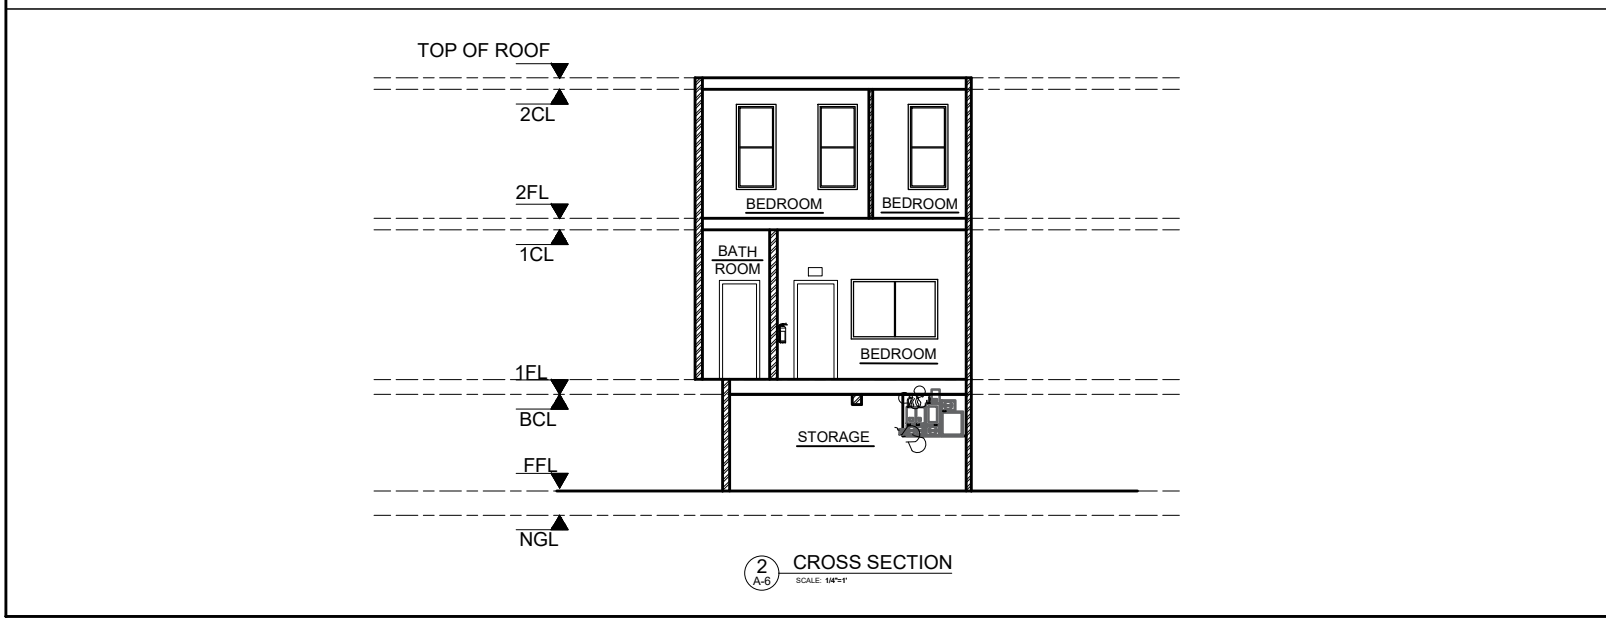 TOP OF ROOF
2CL
2FL
BEDROOM
BEDROOM
1CL
BATH
ROOM
BEDROOM
1FL
BCL
STORAGE
FFL
NGL
2
A-6
CROSS SECTION
SCALE: 1/4"=1'